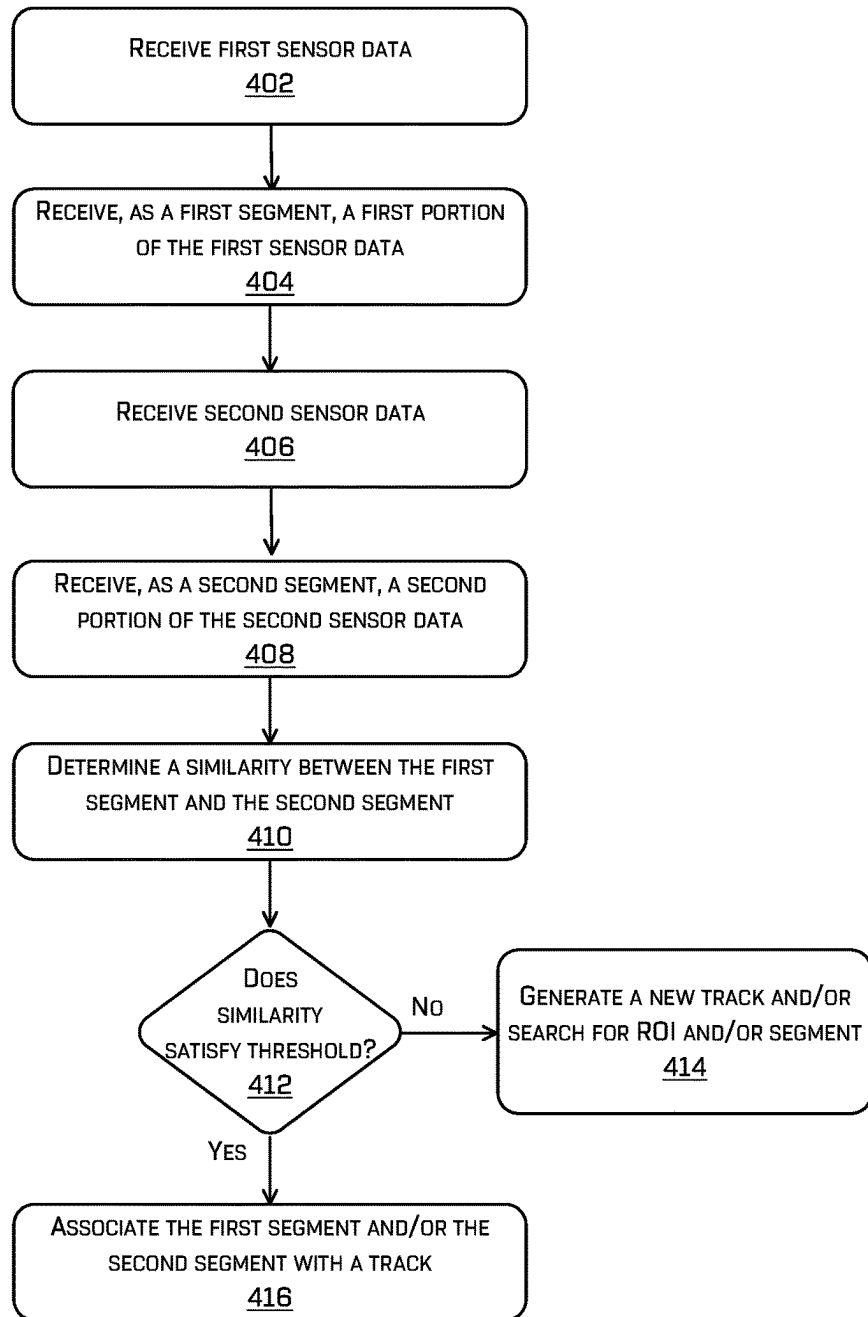 RECEIVE FIRST SENSOR DATA
402
RECEIVE, AS A FIRST SEGMENT, A FIRST PORTION
OF THE FIRST SENSOR DATA
404
RECEIVE SECOND SENSOR DATA
406
RECEIVE, AS A SECOND SEGMENT, A SECOND
PORTION OF THE SECOND SENSOR DATA
408
DETERMINE A SIMILARITY BETWEEN THE FIRST
SEGMENT AND THE SECOND SEGMENT
410
DOES
SIMILARITY
SATISFY THRESHOLD?
412
NO
GENERATE A NEW TRACK AND/OR
SEARCH FOR ROI AND/OR SEGMENT
414
YES
ASSOCIATE THE FIRST SEGMENT AND/OR THE
SECOND SEGMENT WITH A TRACK
416